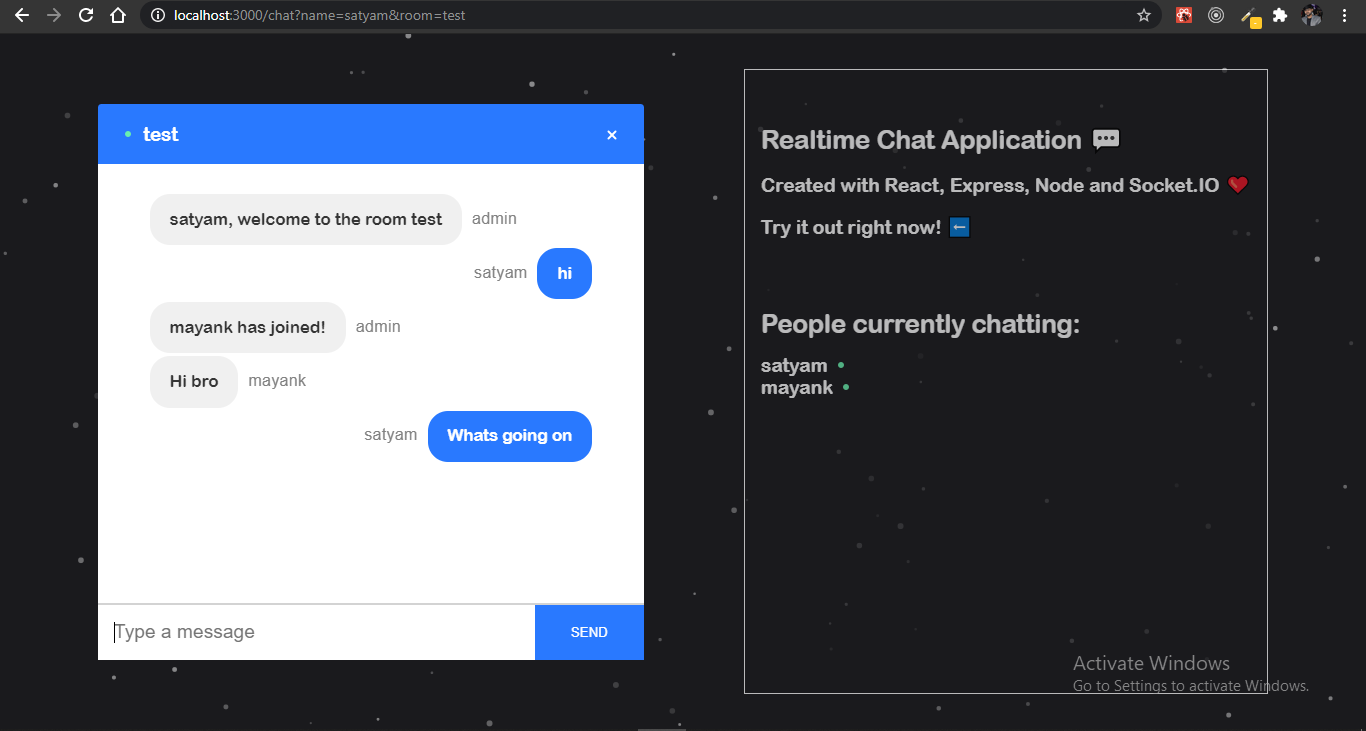 localhost:3000/chat?name=satyam&room=test
test
×
satyam, welcome to the room test admin
satyam hi
mayank has joined! admin
Hi bro mayank
satyam Whats going on
Type a message
SEND
Realtime Chat Application 💬
Created with React, Express, Node and Socket.IO ❤️
Try it out right now! ⬅️
People currently chatting:
satyam
mayank
Activate Windows
Go to Settings to activate Windows.